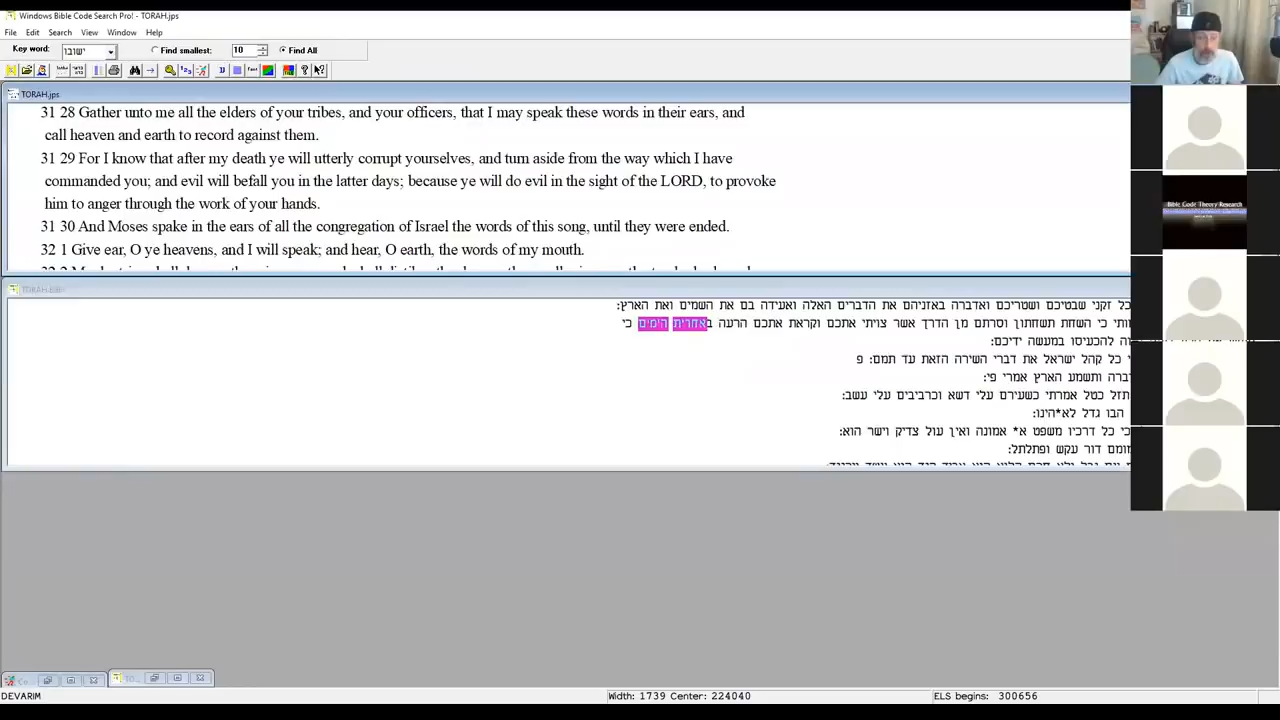 Windows Bible Code Search Pro! - TORAH.jps
File Edit Search View Window Help
Key word: ישובו Find smallest: 10 Find All
TORAH.jps
31 28 Gather unto me all the elders of your tribes, and your officers, that I may speak these words in their ears, and
call heaven and earth to record against them.
31 29 For I know that after my death ye will utterly corrupt yourselves, and turn aside from the way which I have
commanded you; and evil will befall you in the latter days; because ye will do evil in the sight of the LORD, to provoke
him to anger through the work of your hands.
31 30 And Moses spake in the ears of all the congregation of Israel the words of this song, until they were ended.
32 1 Give ear, O ye heavens, and I will speak; and hear, O earth, the words of my mouth.
כל זקני שבטיכם ושטריכם ואדברה באזניהם את הדברים האלה ואעידה בם את השמים ואת הארץ:
מותי כי השחת תשחתון וסרתם מן הדרך אשר צויתי אתכם וקראת אתכם הרעה באחרית הימים כי
להכעיסו במעשה ידיכם:
כל קהל ישראל את דברי השירה הזאת עד תמם: פ
ותשמע הארץ אמרי פי:
תזל כטל אמרתי כשעירם עלי דשא וכרביבים עלי עשב:
הבו גדל לא*הינו:
כי כל דרכיו משפט א* אמונה ואין עול צדיק וישר הוא:
מומם דור עקש ופתלתל:
Bible Code Theory Research
DEVARIM Width: 1739 Center: 224040 ELS begins: 300656